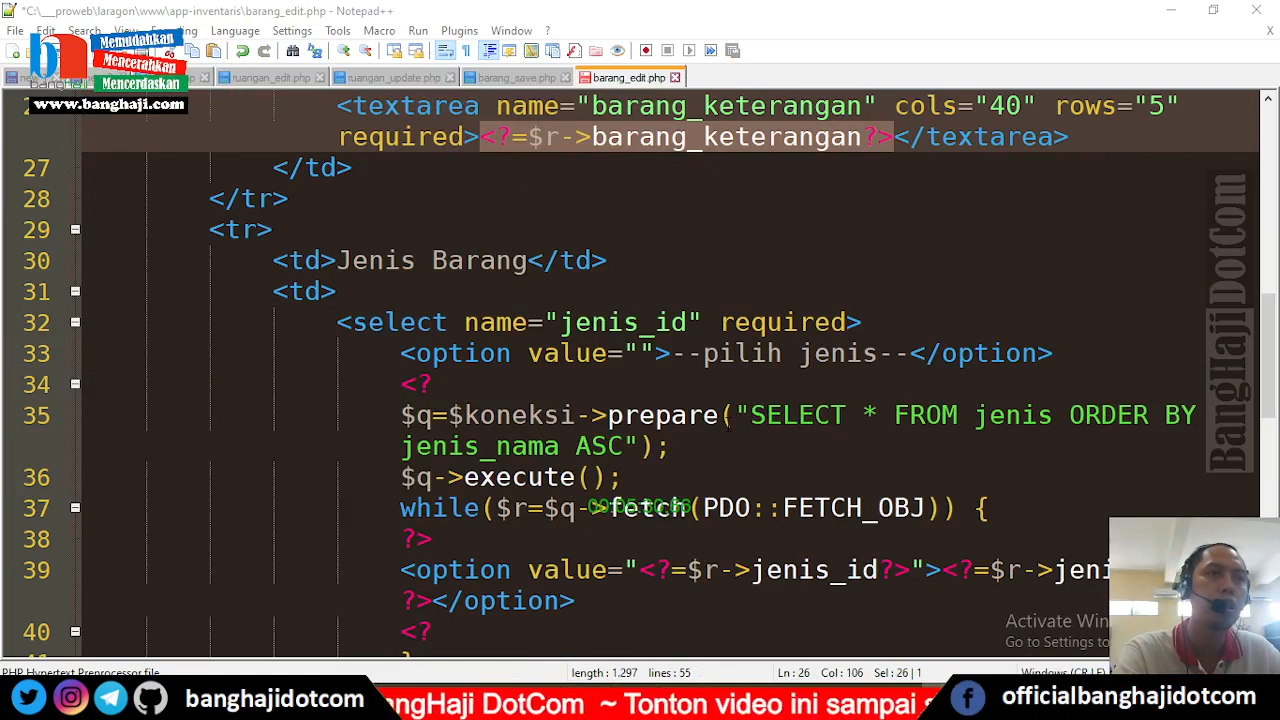 *C:\___proweb\laragon\www\app-inventaris\barang_edit.php - Notepad++
File Edit Search Language Settings Tools Macro Run Plugins Window ? X
Memudahkan
Mencerahkan
Mencerdaskan
www.banghaji.com
ruangan_edit.php ruangan_update.php barang_save.php barang_edit.php
<textarea name="barang_keterangan" cols="40" rows="5"
required><?=$r->barang_keterangan?></textarea>
27 </td>
28 </tr>
29 <tr>
30 <td>Jenis Barang</td>
31 <td>
32 <select name="jenis_id" required>
33 <option value="">--pilih jenis--</option>
34 <?
35 $q=$koneksi->prepare("SELECT * FROM jenis ORDER BY
jenis_nama ASC");
36 $q->execute();
37 while($r=$q->fetch(PDO::FETCH_OBJ)) {
38 ?>
39 <option value="<?=$r->jenis_id?>"><?=$r->jeni
?></option>
40 <?
BangHajiDotCom
BangHajiDotCom
Activate Win
Go to Settings to
PHP Hypertext Preprocessor file length : 1.297 lines : 55 Ln : 26 Col : 106 Sel : 26 | 1 Windows (CR LF)
banghajidotcom
angHaji DotCom ~ Tonton video ini sampai s
officialbanghajidotcom